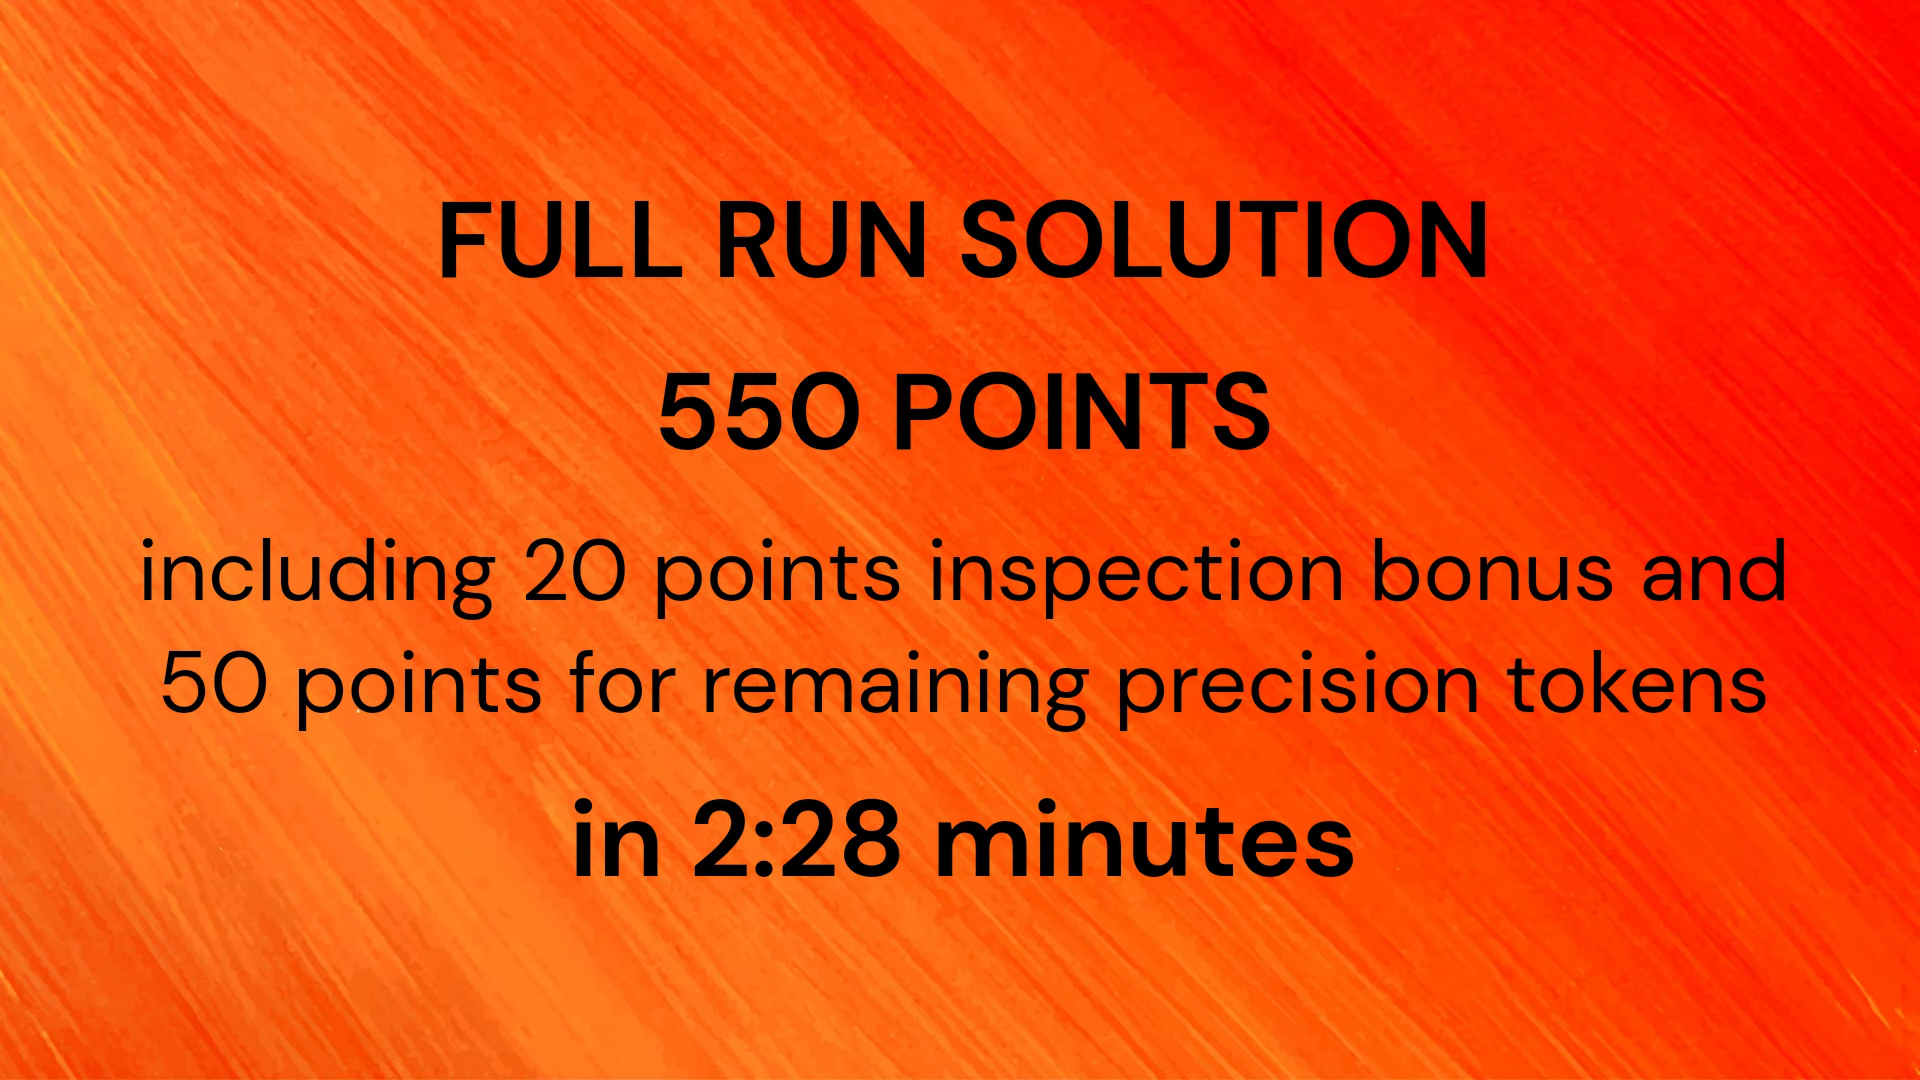 FULL RUN SOLUTION
550 POINTS
including 20 points inspection bonus and
50 points for remaining precision tokens
in 2:28 minutes